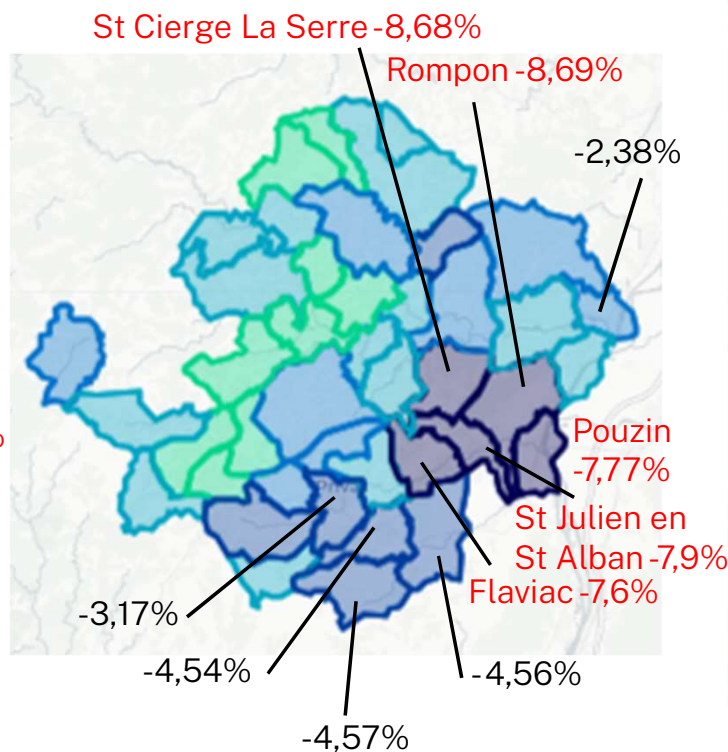 St Cierge La Serre -8,68%
Rompon -8,69%
-2,38%
%
Pouzin
-7,77%
St Julien en
St Alban -7,9%
Flaviac -7,6%
-3,17%
-4,54%
-4,56%
-4,57%